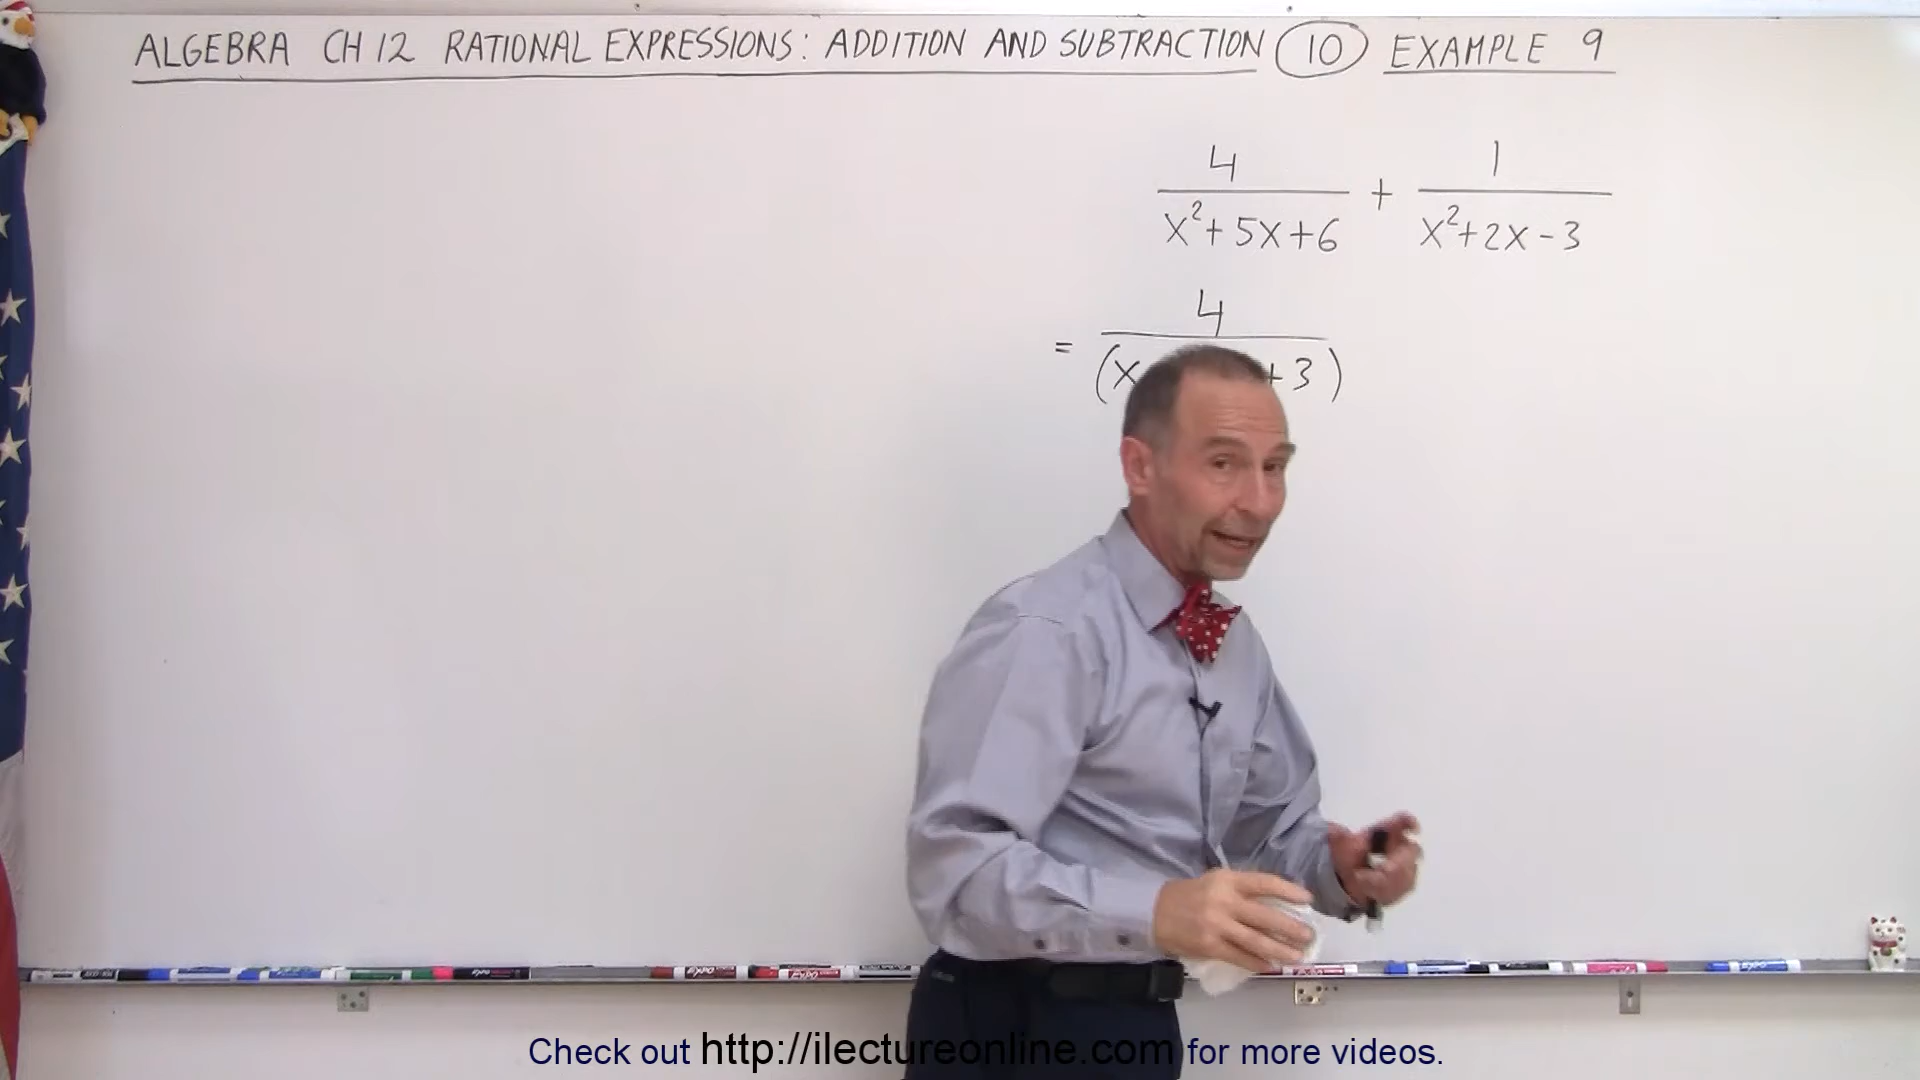 ALGEBRA CH 12 RATIONAL EXPRESSIONS: ADDITION AND SUBTRACTION 10 EXAMPLE 9
4 1
+
x²+5x+6 x²+2x-3
4
=
(x +3)
Check out http://ilectureonline.com for more videos.